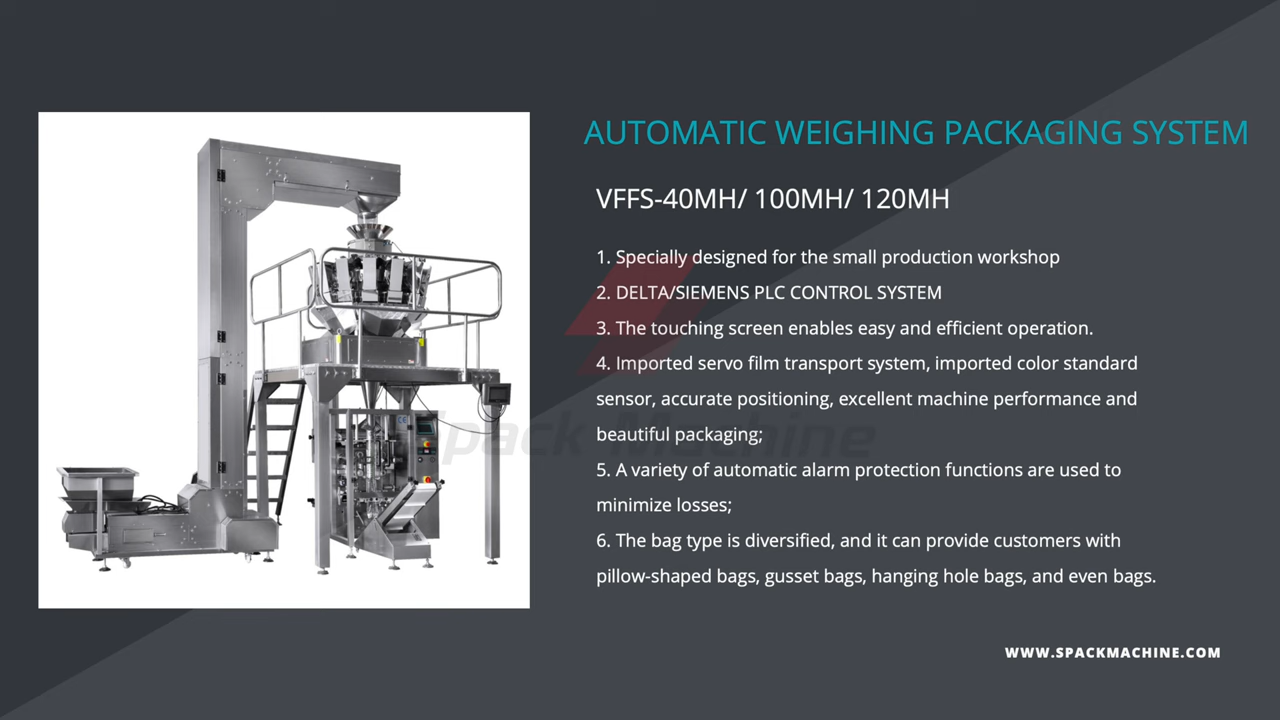 AUTOMATIC WEIGHING PACKAGING SYSTEM
VFFS-40MH/ 100MH/ 120MH
1. Specially designed for the small production workshop
2. DELTA/SIEMENS PLC CONTROL SYSTEM
3. The touching screen enables easy and efficient operation.
4. Imported servo film transport system, imported color standard
sensor, accurate positioning, excellent machine performance and
beautiful packaging;
Spack Machine
5. A variety of automatic alarm protection functions are used to
minimize losses;
6. The bag type is diversified, and it can provide customers with
pillow-shaped bags, gusset bags, hanging hole bags, and even bags.
WWW.SPACKMACHINE.COM